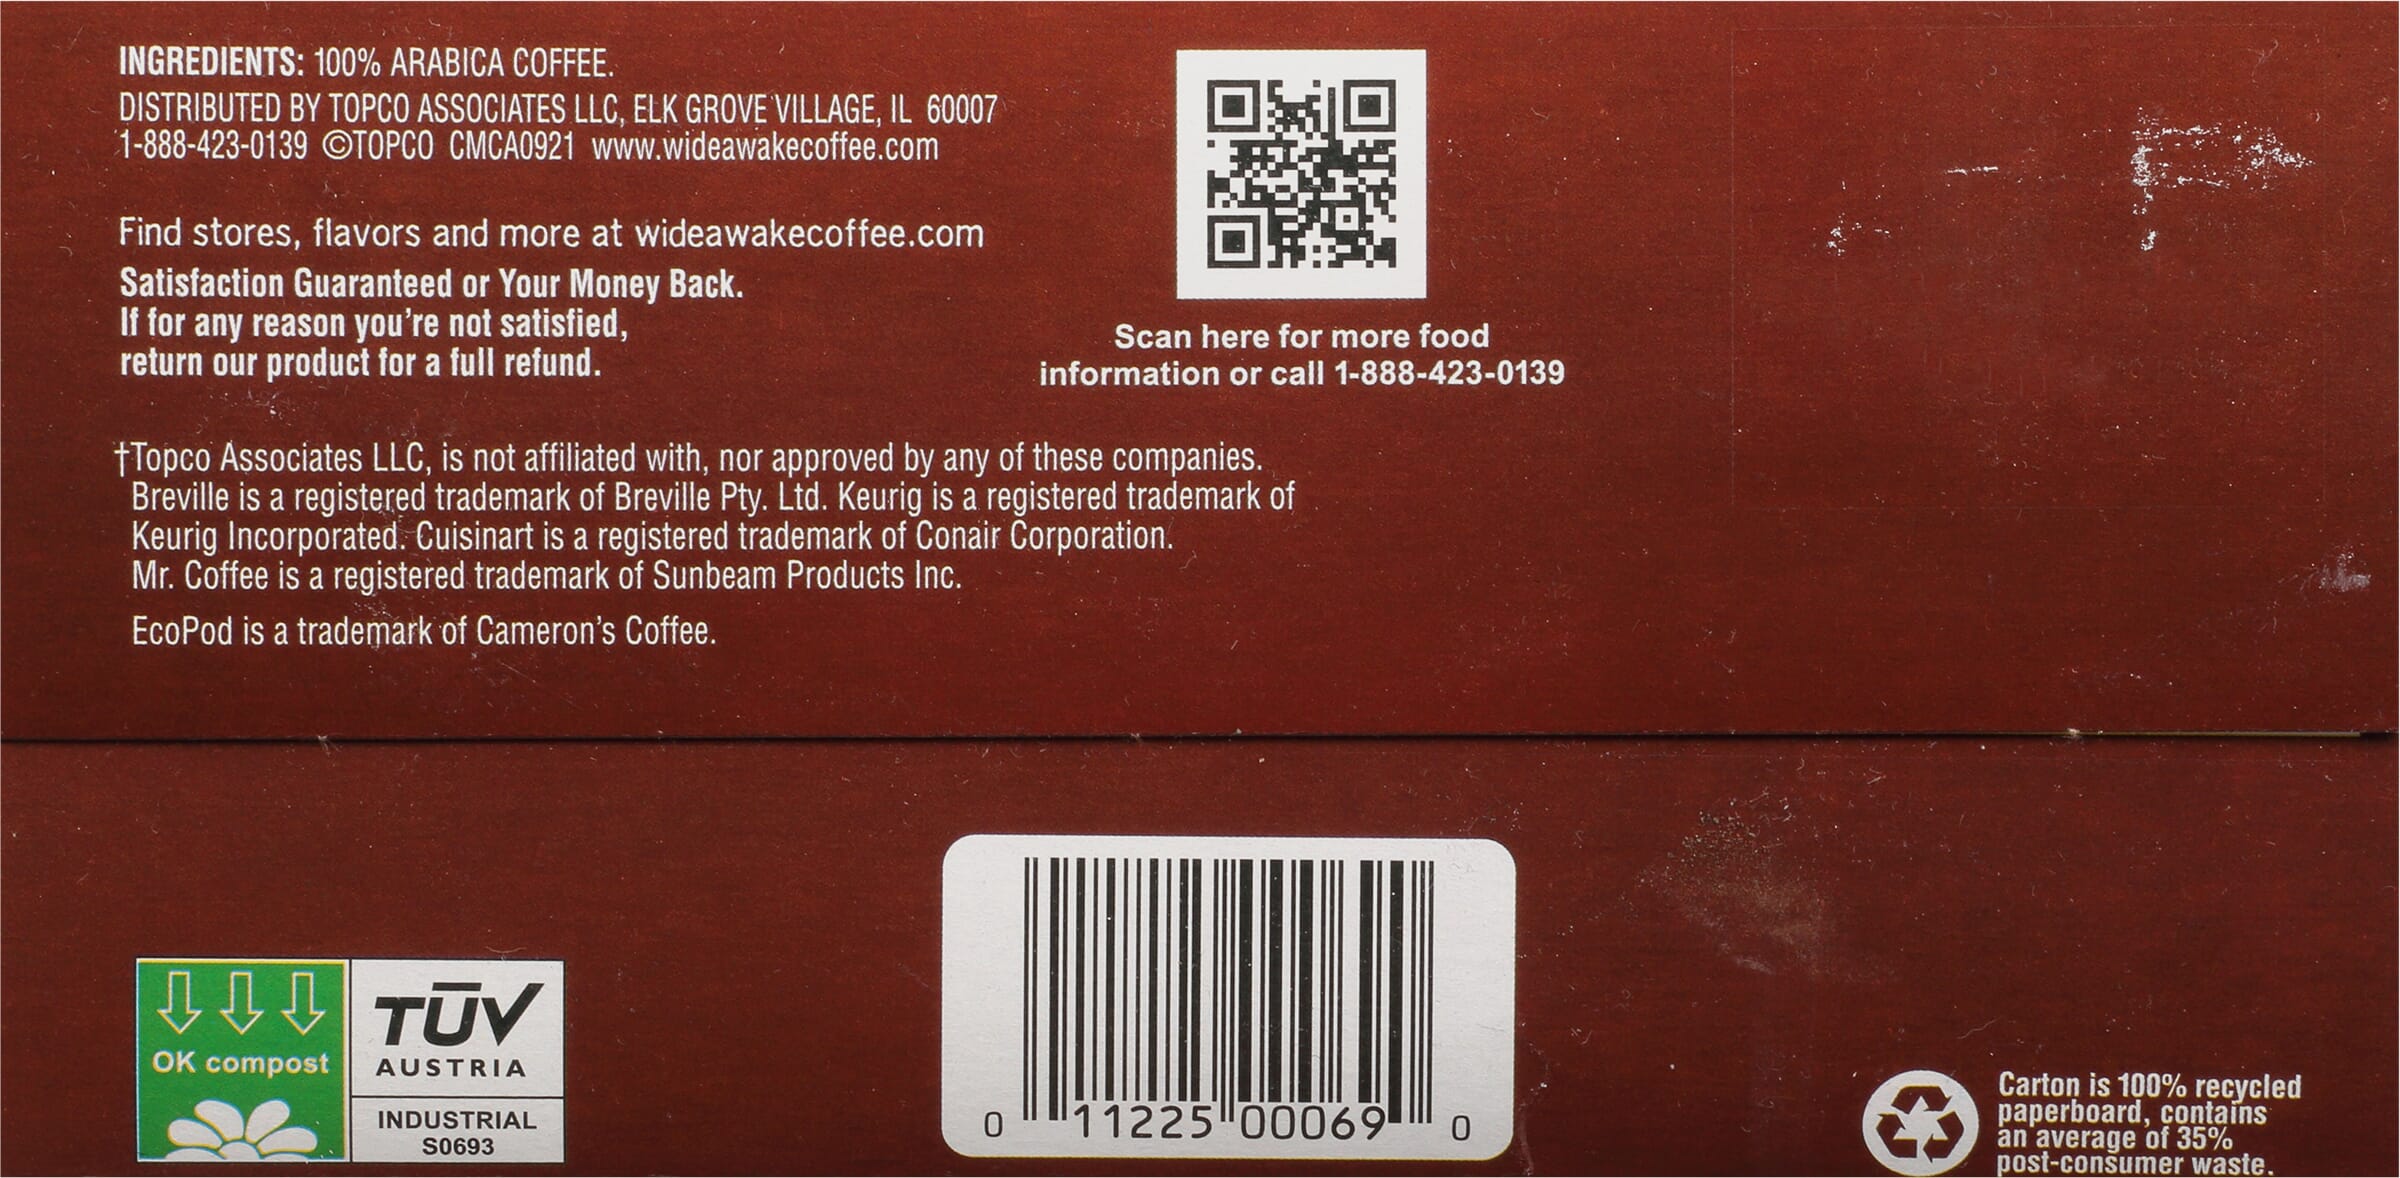 INGREDIENTS: 100% ARABICA COFFEE.
DISTRIBUTED BY TOPCO ASSOCIATES LLC, ELK GROVE VILLAGE, IL 60007
1-888-423-0139 ©TOPCO CMCA0921 www.wideawakecoffee.com
Find stores, flavors and more at wideawakecoffee.com
Satisfaction Guaranteed or Your Money Back.
If for any reason you're not satisfied,
return our product for a full refund.
Scan here for more food
information or call 1-888-423-0139
†Topco Associates LLC, is not affiliated with, nor approved by any of these companies.
Breville is a registered trademark of Breville Pty. Ltd. Keurig is a registered trademark of
Keurig Incorporated. Cuisinart is a registered trademark of Conair Corporation.
Mr. Coffee is a registered trademark of Sunbeam Products Inc.
EcoPod is a trademark of Cameron's Coffee.
OK compost
TÜV
AUSTRIA
INDUSTRIAL
S0693
0 11225 00069 0
Carton is 100% recycled
paperboard, contains
an average of 35%
post-consumer waste.